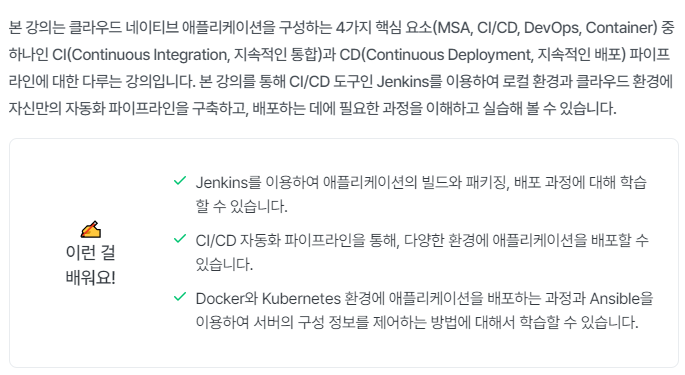 본 강의는 클라우드 네이티브 애플리케이션을 구성하는 4가지 핵심 요소(MSA, CI/CD, DevOps, Container) 중
하나인 CI(Continuous Integration, 지속적인 통합)과 CD(Continuous Deployment, 지속적인 배포) 파이프
라인에 대한 다루는 강의입니다. 본 강의를 통해 CI/CD 도구인 Jenkins를 이용하여 로컬 환경과 클라우드 환경에
자신만의 자동화 파이프라인을 구축하고, 배포하는 데에 필요한 과정을 이해하고 실습해 볼 수 있습니다.
이런 걸
배워요!
Jenkins를 이용하여 애플리케이션의 빌드와 패키징, 배포 과정에 대해 학습
할 수 있습니다.
CI/CD 자동화 파이프라인을 통해, 다양한 환경에 애플리케이션을 배포할 수
있습니다.
Docker와 Kubernetes 환경에 애플리케이션을 배포하는 과정과 Ansible을
이용하여 서버의 구성 정보를 제어하는 방법에 대해서 학습할 수 있습니다.